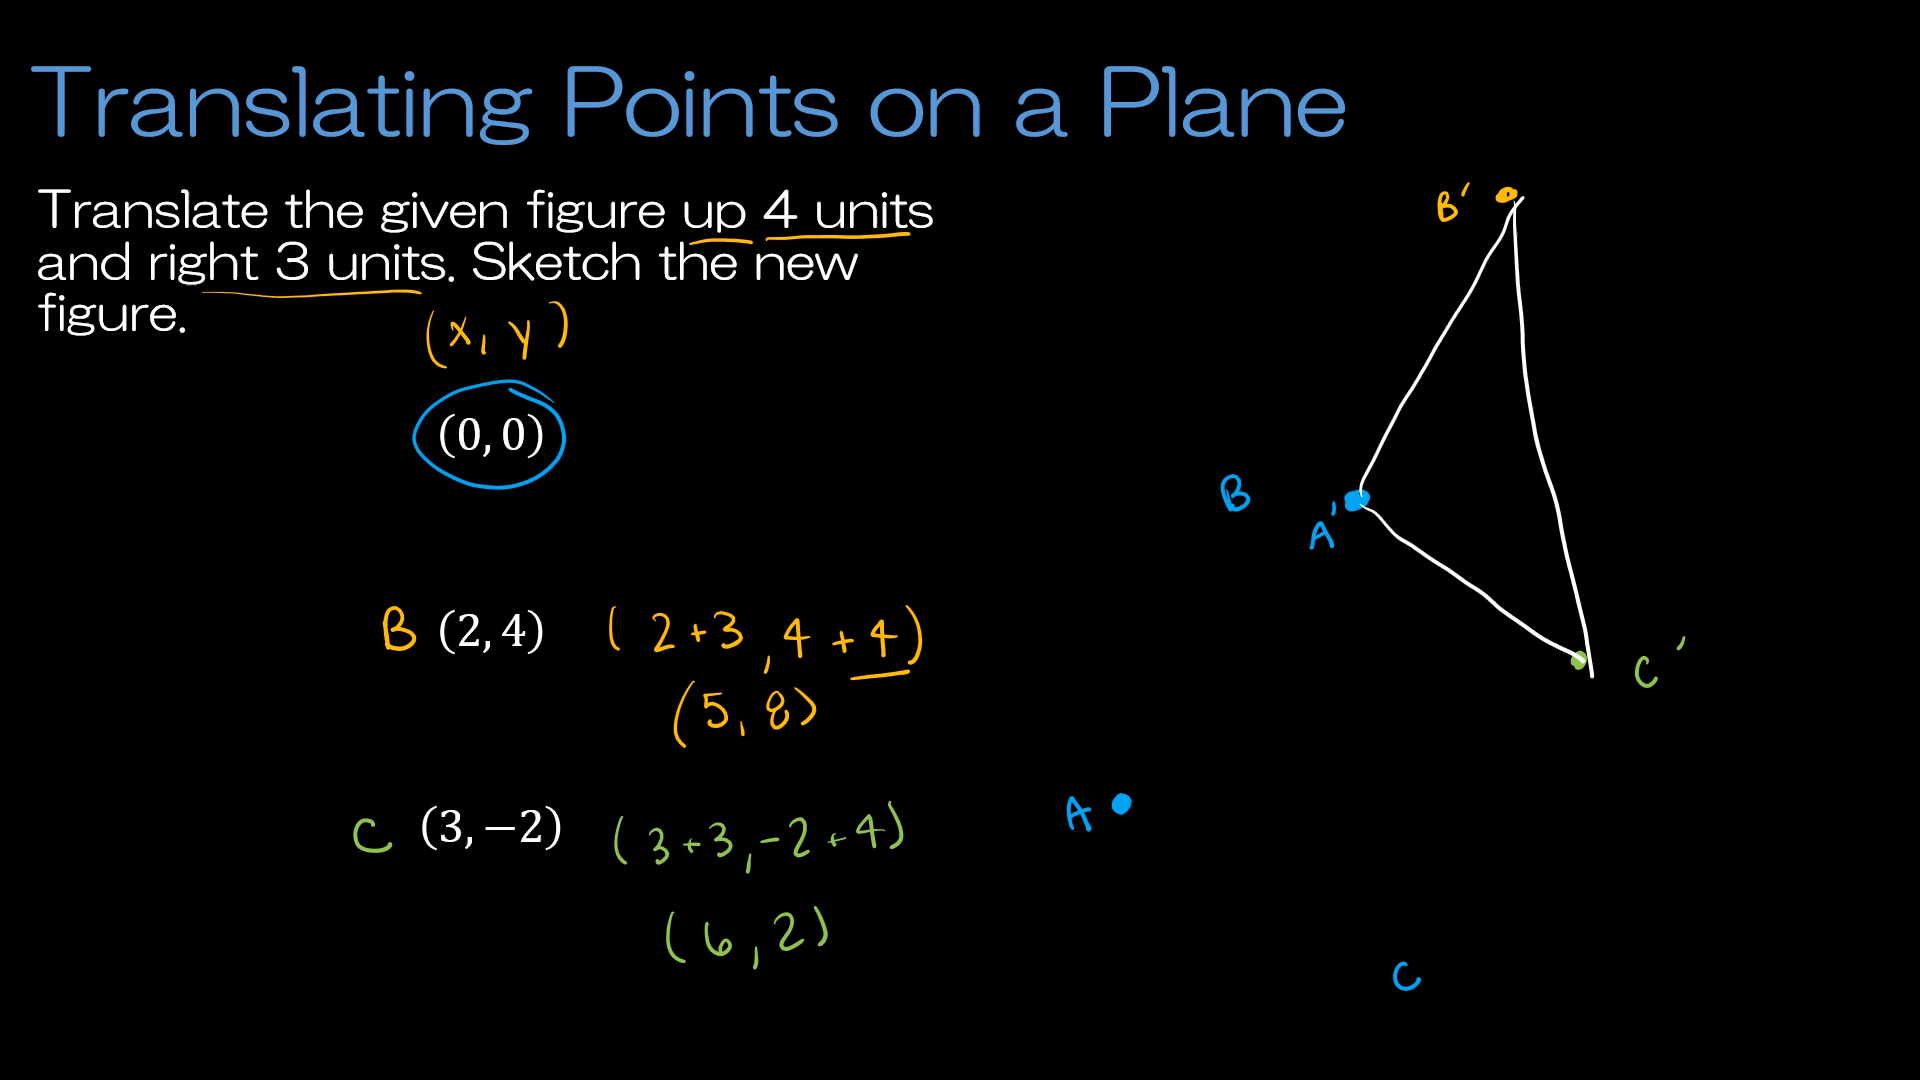 Translating Points on a Plane
Translate the given figure up 4 units
and right 3 units. Sketch the new
figure.
(x, y)
(0, 0)
B (2, 4) (2+3, 4+4)
(5, 8)
C (3, −2) (3+3, -2+4)
(6, 2)
B'
B
A'
C'
A
C